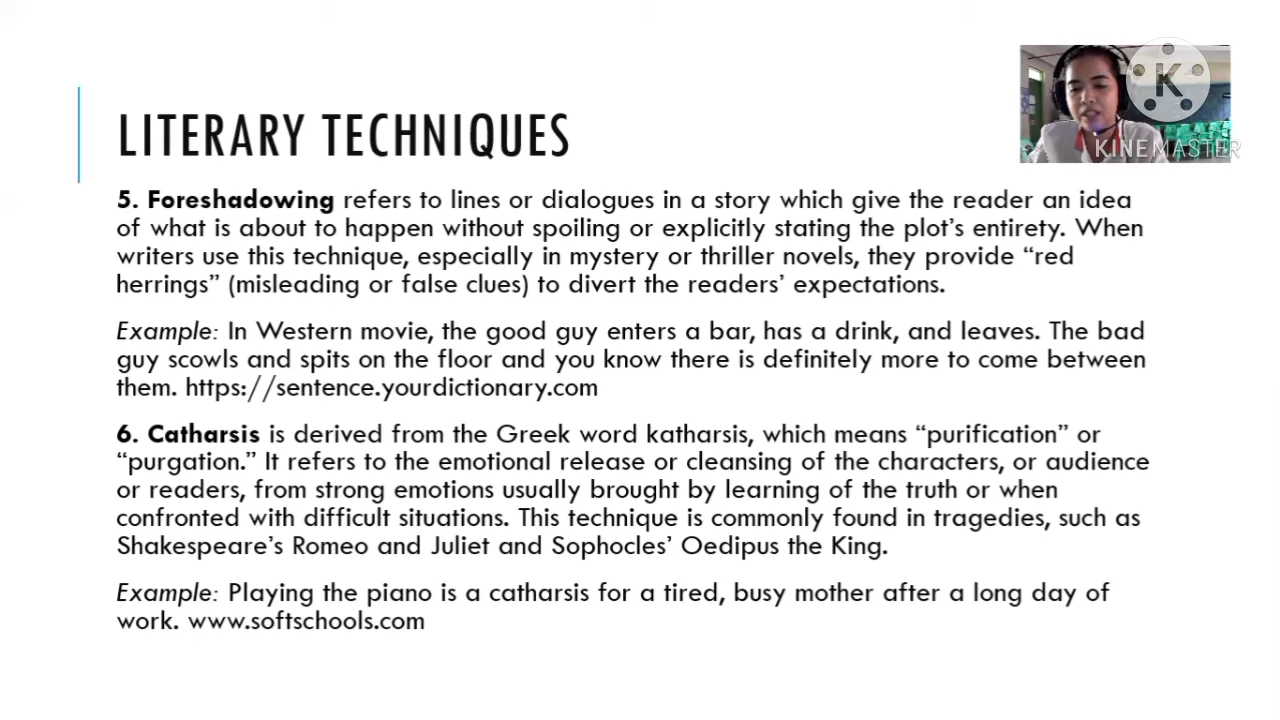 LITERARY TECHNIQUES
K
KINEMASTER
5. Foreshadowing refers to lines or dialogues in a story which give the reader an idea
of what is about to happen without spoiling or explicitly stating the plot's entirety. When
writers use this technique, especially in mystery or thriller novels, they provide “red
herrings” (misleading or false clues) to divert the readers' expectations.
Example: In Western movie, the good guy enters a bar, has a drink, and leaves. The bad
guy scowls and spits on the floor and you know there is definitely more to come between
them. https://sentence.yourdictionary.com
6. Catharsis is derived from the Greek word katharsis, which means “purification” or
“purgation.” It refers to the emotional release or cleansing of the characters, or audience
or readers, from strong emotions usually brought by learning of the truth or when
confronted with difficult situations. This technique is commonly found in tragedies, such as
Shakespeare's Romeo and Juliet and Sophocles' Oedipus the King.
Example: Playing the piano is a catharsis for a tired, busy mother after a long day of
work. www.softschools.com